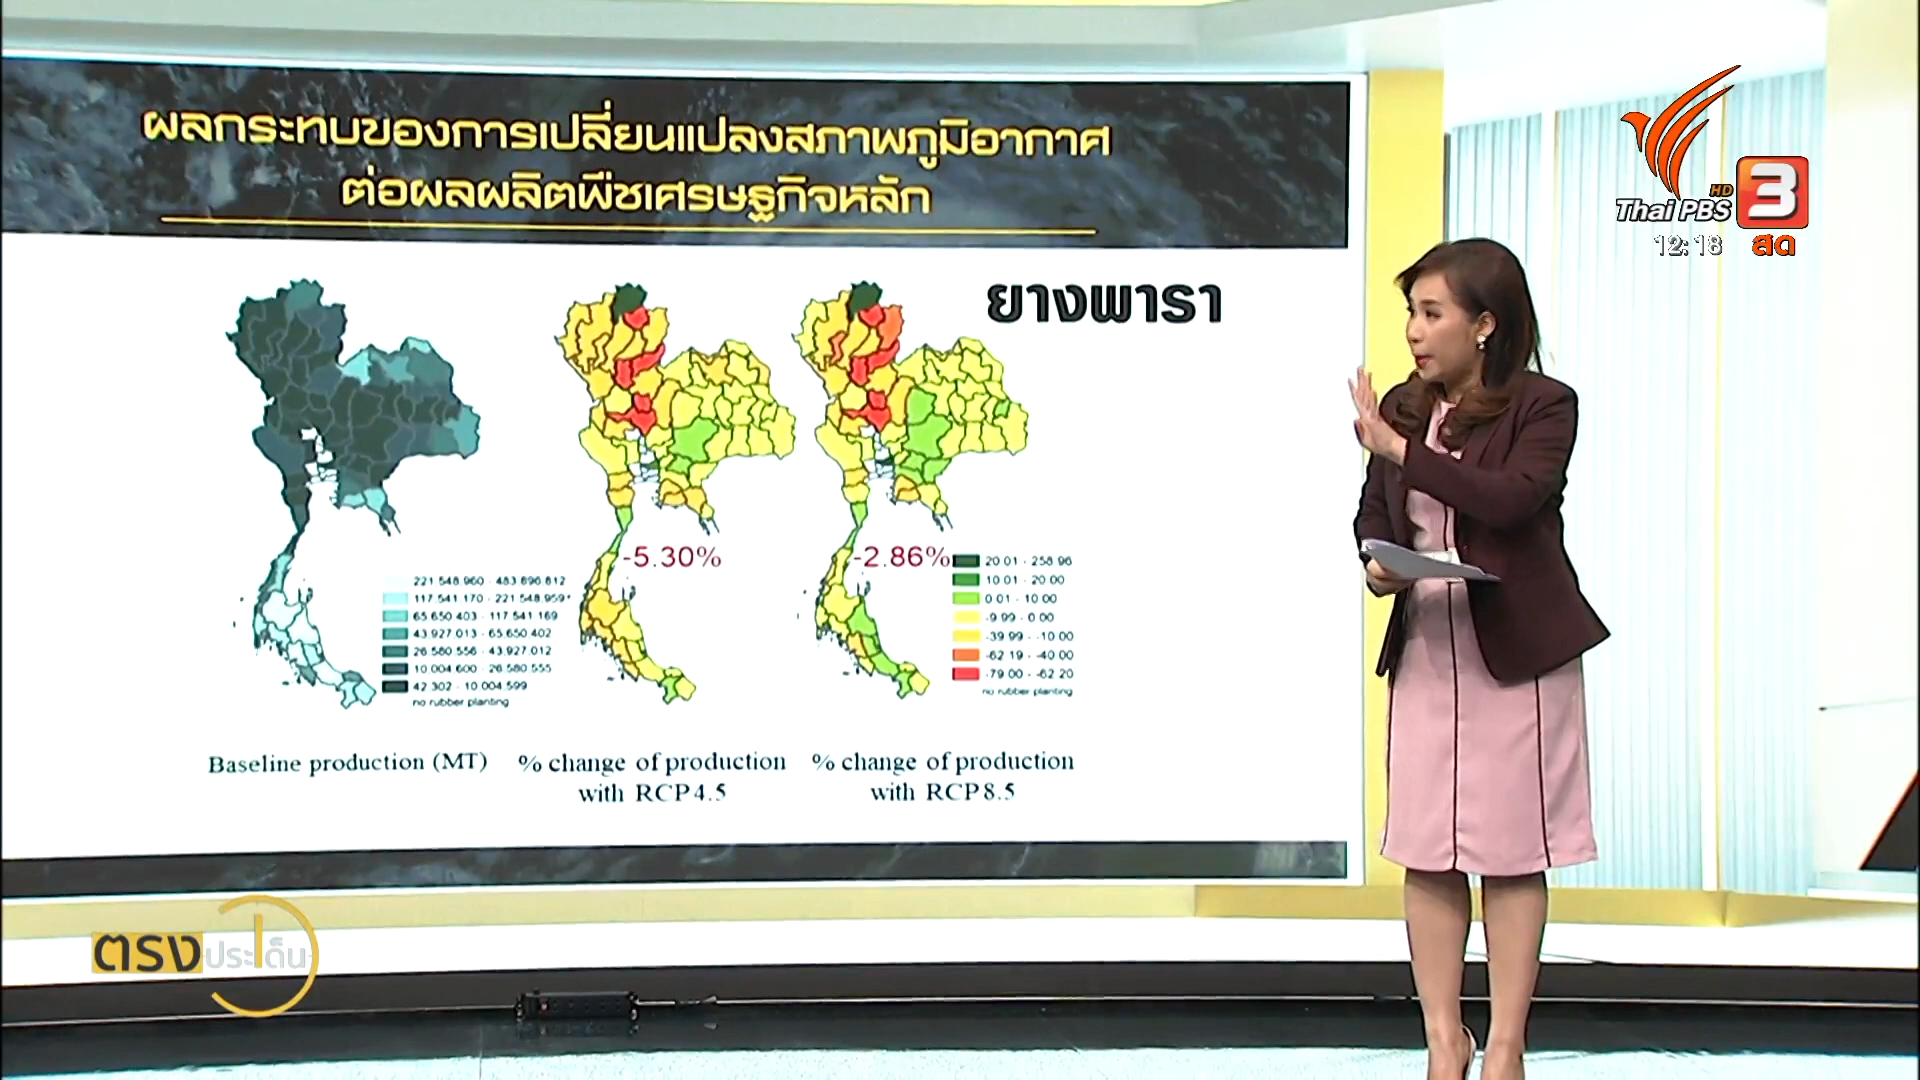 ผลกระทบของการเปลี่ยนแปลงสภาพภูมิอากาศ
ต่อผลผลิตพืชเศรษฐกิจหลัก
ยางพารา
HD
Thai PBS 3
12:18 สด
-5.30%
-2.86%
221 548.960 - 483 696.812
117 541.170 - 221 548.959
65 650.403 - 117 541.169
43 927.013 - 65 650.402
26 580.556 - 43 927.012
10 004.600 - 26 580.555
42.302 - 10 004.599
no rubber planting
20.01 - 258.96
10.01 - 20.00
0.01 - 10.00
-9.99 - 0.00
-39.99 - -10.00
-62.19 - -40.00
-79.00 - -62.20
no rubber planting
Baseline production (MT)
% change of production
with RCP4.5
% change of production
with RCP8.5
ตรงประเด็น